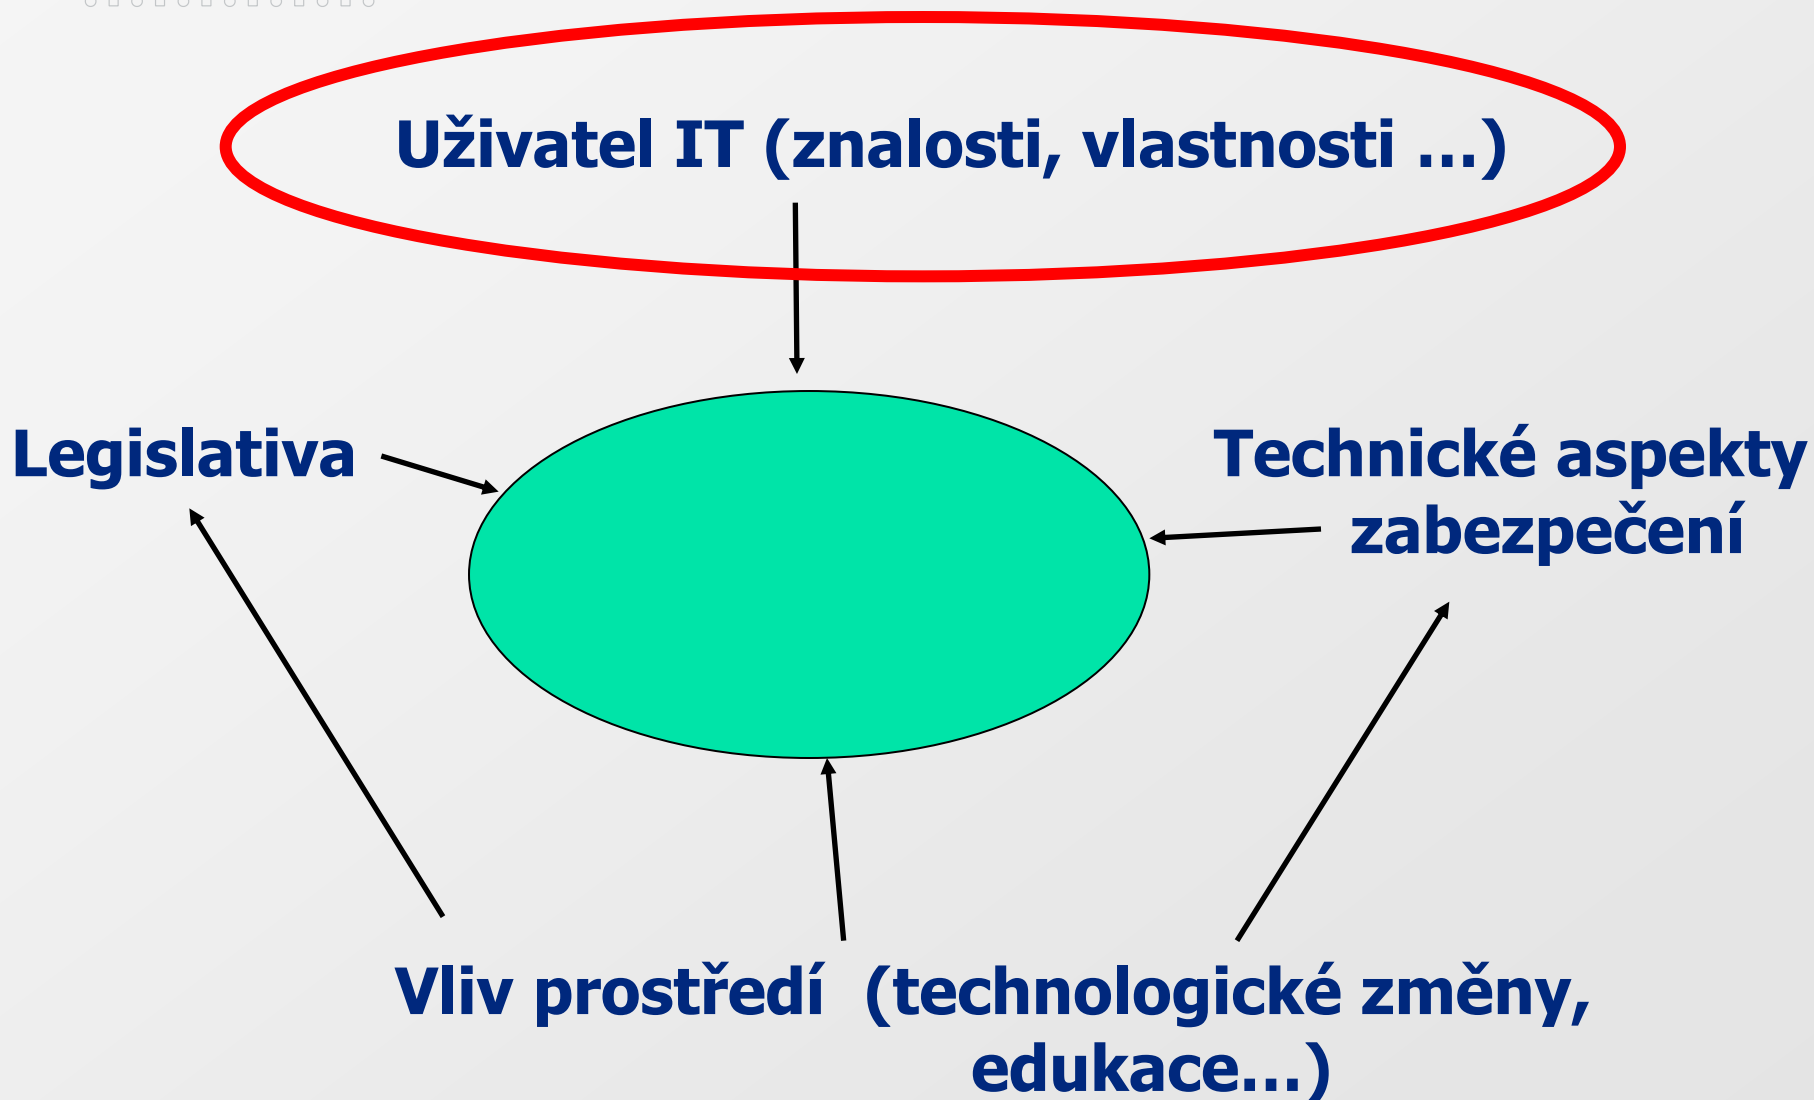 Uživatel IT (znalosti, vlastnosti …)
Legislativa
Technické aspekty
zabezpečení
Vliv prostředí  (technologické změny,
edukace…)